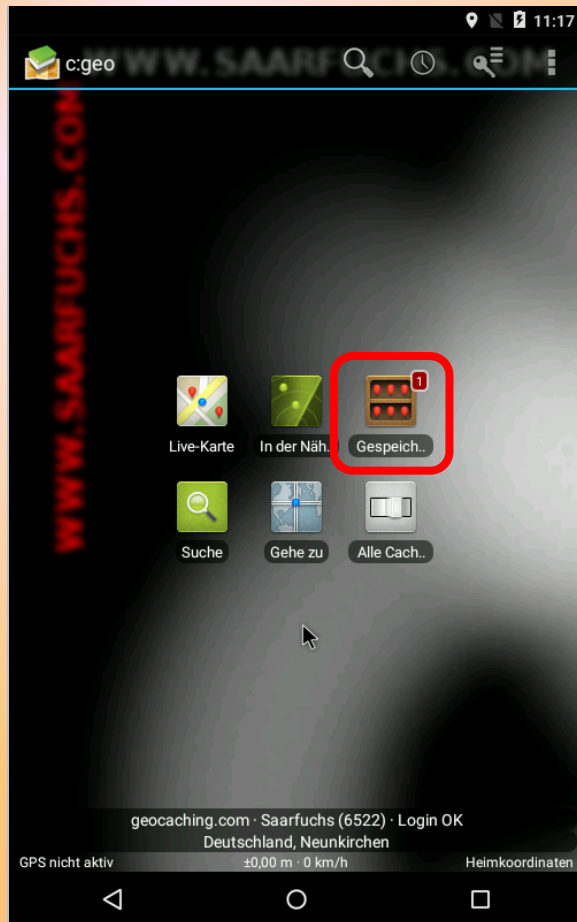 11:17
c:geo
WWW.SAARFUCHS.COM
WWW.SAARFUCHS.COM
1
Live-Karte
In der Näh..
Gespeich..
Suche
Gehe zu
Alle Cach..
geocaching.com · Saarfuchs (6522) · Login OK
Deutschland, Neunkirchen
GPS nicht aktiv
±0,00 m · 0 km/h
Heimkoordinaten